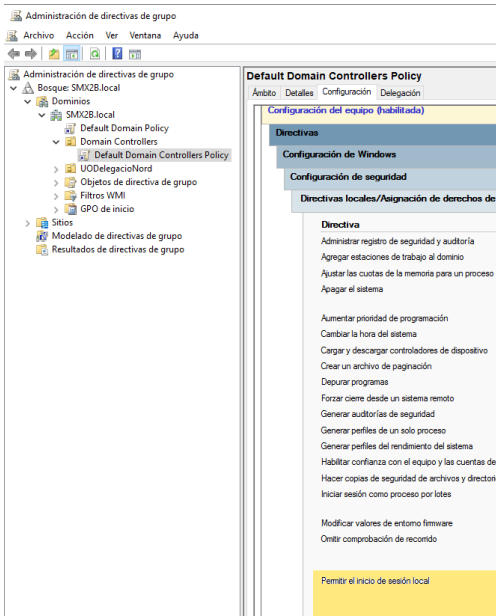 Administración de directivas de grupo
Archivo Acción Ver Ventana Ayuda
Administración de directivas de grupo
Bosque: SMX2B.local
Dominios
SMX2B.local
Default Domain Policy
Domain Controllers
Default Domain Controllers Policy
UODelegacioNord
Objetos de directiva de grupo
Filtros WMI
GPO de inicio
Sitios
Modelado de directivas de grupo
Resultados de directivas de grupo
Default Domain Controllers Policy
Ámbito Detalles Configuración Delegación
Configuración del equipo (habilitada)
Directivas
Configuración de Windows
Configuración de seguridad
Directivas locales/Asignación de derechos de
Directiva
Administrar registro de seguridad y auditoría
Agregar estaciones de trabajo al dominio
Ajustar las cuotas de la memoria para un proceso
Apagar el sistema
Aumentar prioridad de programación
Cambiar la hora del sistema
Cargar y descargar controladores de dispositivo
Crear un archivo de paginación
Depurar programas
Forzar cierre desde un sistema remoto
Generar auditorías de seguridad
Generar perfiles de un solo proceso
Generar perfiles del rendimiento del sistema
Habilitar confianza con el equipo y las cuentas de
Hacer copias de seguridad de archivos y directori
Iniciar sesión como proceso por lotes
Modificar valores de entorno firmware
Omitir comprobación de recorrido
Permitir el inicio de sesión local